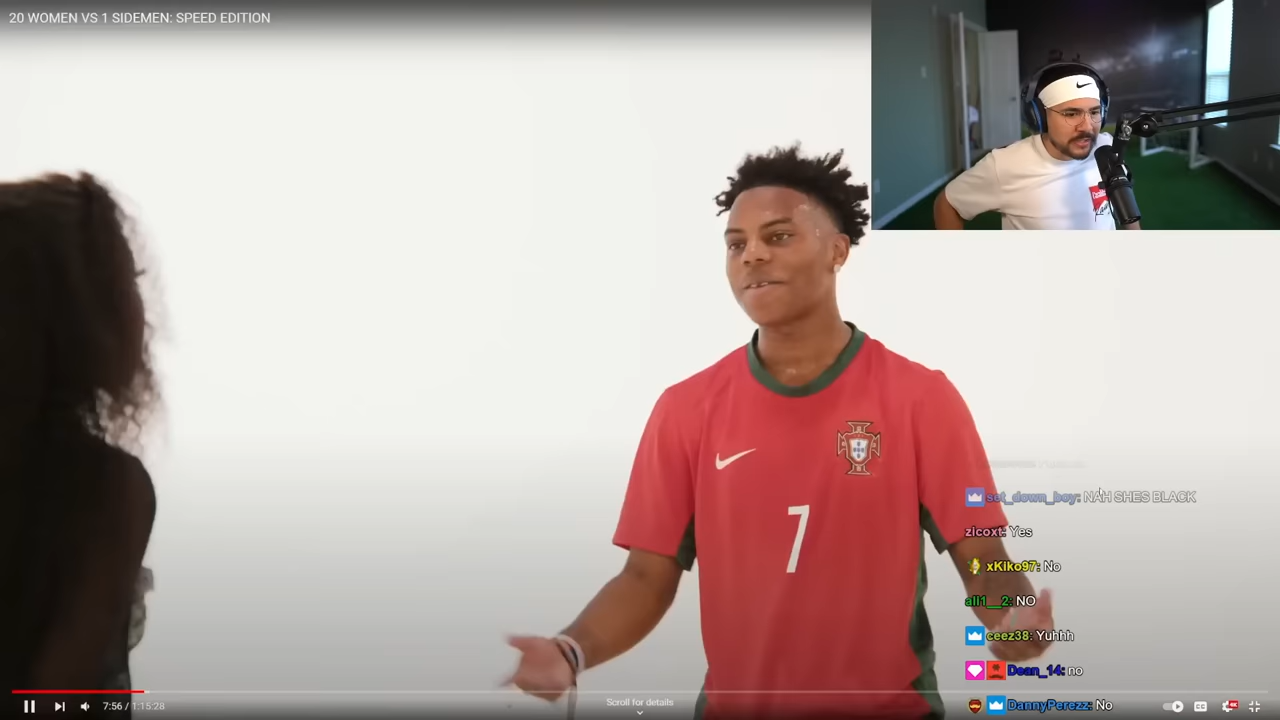 20 WOMEN VS 1 SIDEMEN: SPEED EDITION
7
set_down_boy: NAH SHES BLACK
zicoxt: Yes
xKiko97: No
ali1__2: NO
ceez38: Yuhhh
Dean_14: no
DannyPerezz: No
Scroll for details
7:56 / 1:15:28